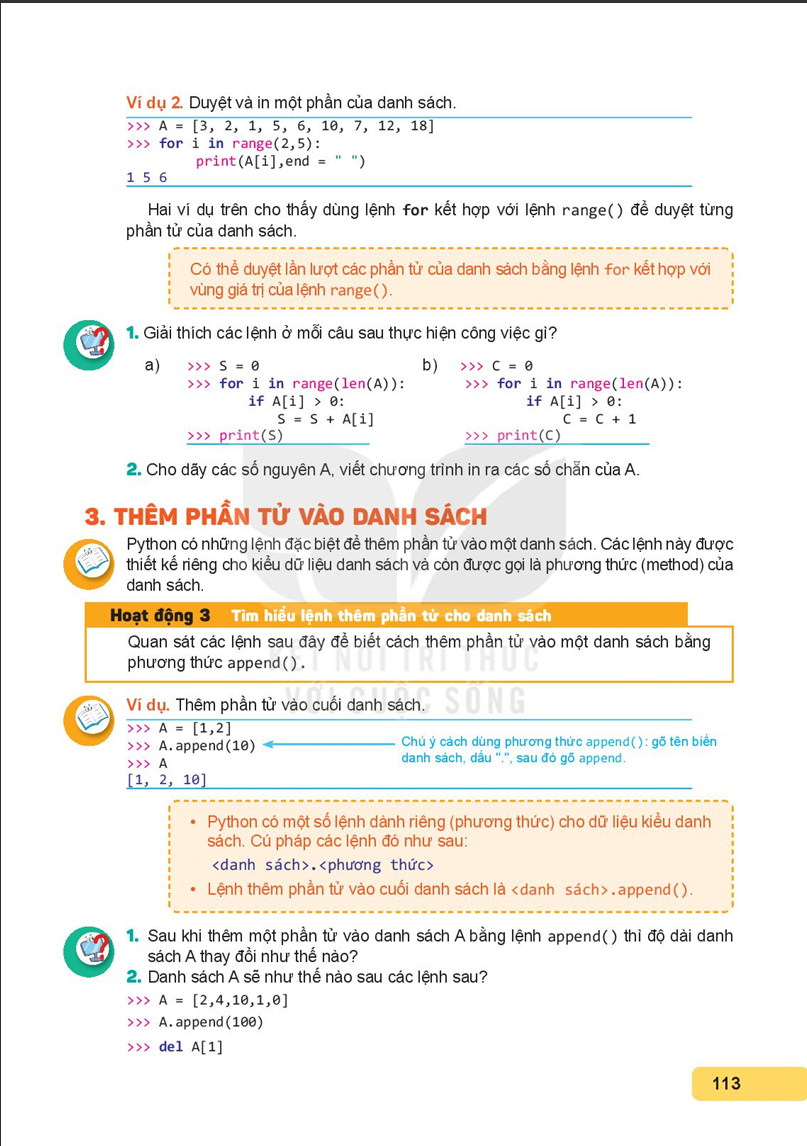 Ví dụ 2. Duyệt và in một phần của danh sách.
>>> A = [3, 2, 1, 5, 6, 10, 7, 12, 18]
>>> for i in range(2,5):
print(A[i],end = " ")
1 5 6
Hai ví dụ trên cho thấy dùng lệnh for kết hợp với lệnh range() để duyệt từng
phần tử của danh sách.
Có thể duyệt lần lượt các phần tử của danh sách bằng lệnh for kết hợp với
vùng giá trị của lệnh range().
1. Giải thích các lệnh ở mỗi câu sau thực hiện công việc gì?
a) >>> S = 0
>>> for i in range(len(A)):
if A[i] > 0:
S = S + A[i]
>>> print(S)
b) >>> C = 0
>>> for i in range(len(A)):
if A[i] > 0:
C = C + 1
>>> print(C)
2. Cho dãy các số nguyên A, viết chương trình in ra các số chẵn của A.
3. THÊM PHẦN TỬ VÀO DANH SÁCH
Python có những lệnh đặc biệt để thêm phần tử vào một danh sách. Các lệnh này được
thiết kế riêng cho kiểu dữ liệu danh sách và còn được gọi là phương thức (method) của
danh sách.
Hoạt động 3 Tìm hiểu lệnh thêm phần tử cho danh sách
Quan sát các lệnh sau đây để biết cách thêm phần tử vào một danh sách bằng
phương thức append().
KẾT NỐI TRI THỨC
VỚI CUỘC SỐNG
Ví dụ. Thêm phần tử vào cuối danh sách.
>>> A = [1,2]
>>> A.append(10)
>>> A
[1, 2, 10]
Chú ý cách dùng phương thức append(): gõ tên biến
danh sách, dấu ".", sau đó gõ append.
• Python có một số lệnh dành riêng (phương thức) cho dữ liệu kiểu danh
sách. Cú pháp các lệnh đó như sau:
<danh sách>.<phương thức>
• Lệnh thêm phần tử vào cuối danh sách là <danh sách>.append().
1. Sau khi thêm một phần tử vào danh sách A bằng lệnh append() thì độ dài danh
sách A thay đổi như thế nào?
2. Danh sách A sẽ như thế nào sau các lệnh sau?
>>> A = [2,4,10,1,0]
>>> A.append(100)
>>> del A[1]
113